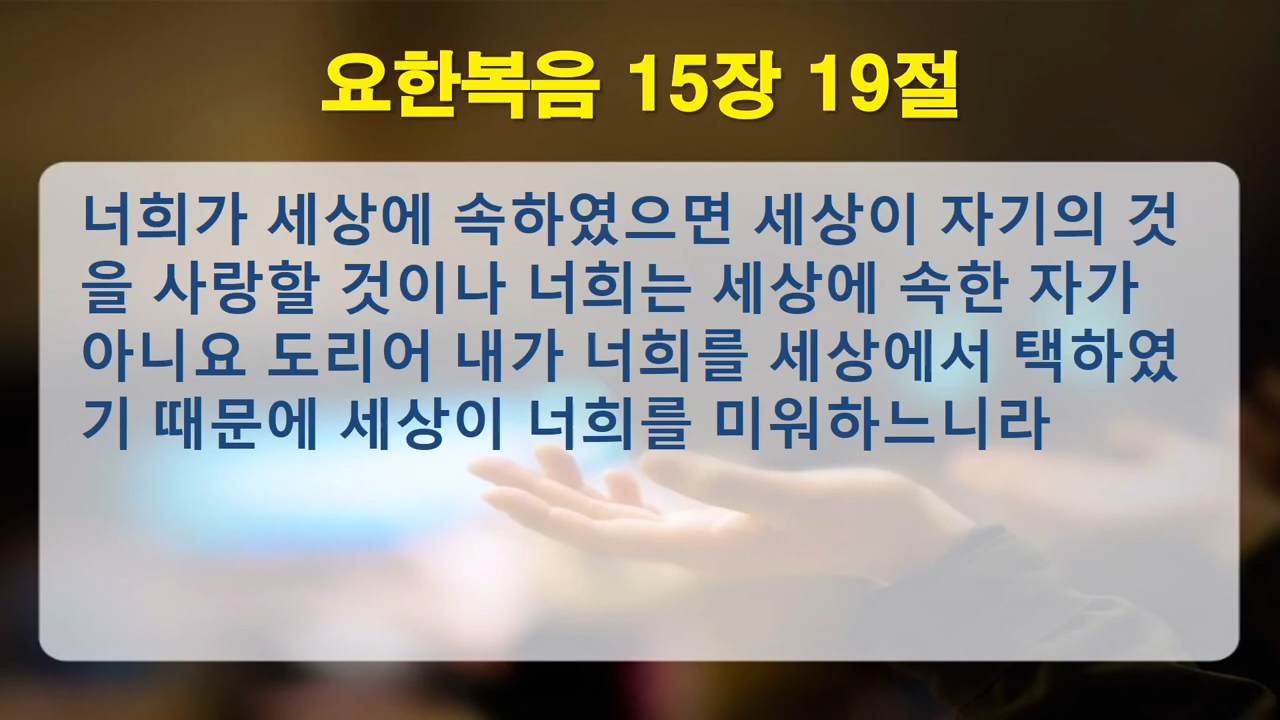 요한복음 15장 19절
너희가 세상에 속하였으면 세상이 자기의 것
을 사랑할 것이나 너희는 세상에 속한 자가
아니요 도리어 내가 너희를 세상에서 택하였
기 때문에 세상이 너희를 미워하느니라